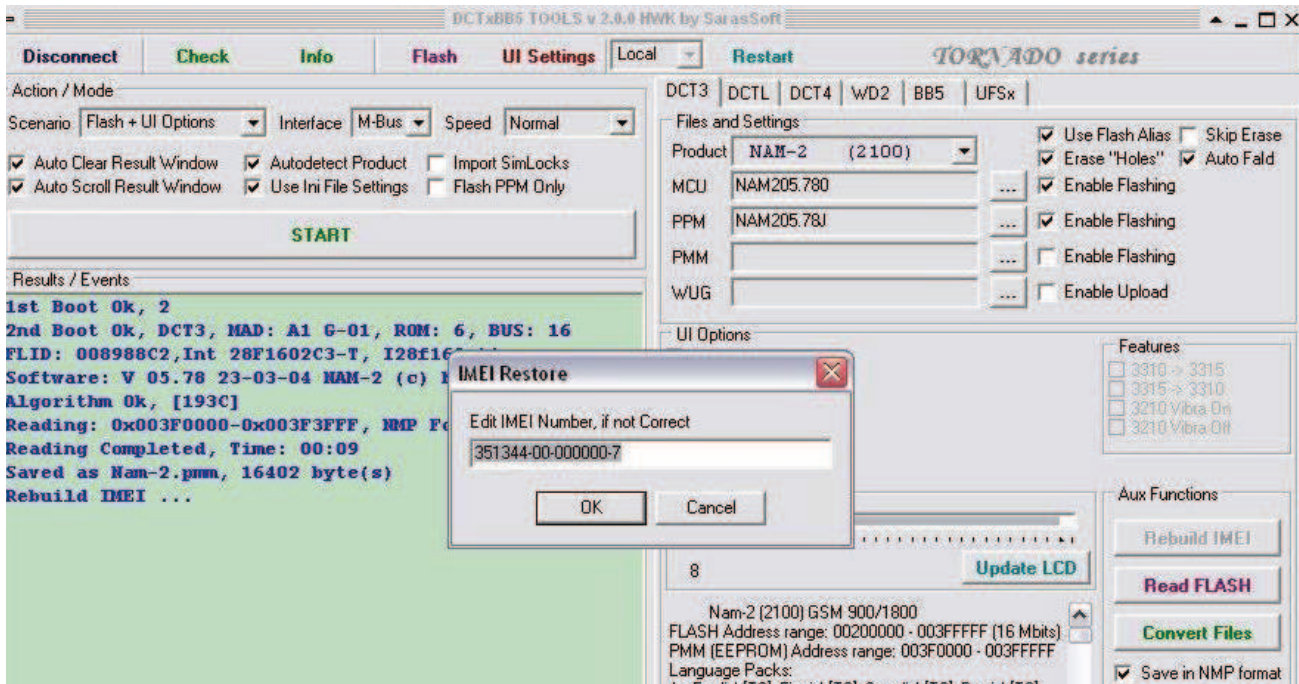 DCTxBB5 TOOLS v 2.0.0 HWK by SarasSoft
Disconnect Check Info Flash UI Settings Local Restart TORNADO series
Action / Mode
Scenario Flash + UI Options Interface M-Bus Speed Normal
Auto Clear Result Window Autodetect Product Import SimLocks
Auto Scroll Result Window Use Ini File Settings Flash PPM Only
START
Results / Events
1st Boot Ok, 2
2nd Boot Ok, DCT3, MAD: A1 G-01, ROM: 6, BUS: 16
FLID: 008988C2,Int 28F1602C3-T,
Software: V 05.78 23-03-04 NAM-2 (c)
Algorithm Ok, [193C]
Reading: 0x003F0000-0x003F3FFF, NMP
Reading Completed, Time: 00:09
Saved as Nam-2.pmm, 16402 byte(s)
Rebuild IMEI ...
IMEI Restore
Edit IMEI Number, if not Correct
351344-00-000000-7
OK Cancel
DCT3 DCTL DCT4 WD2 BB5 UFSx
Files and Settings
Product NAM-2 (2100)
Use Flash Alias Skip Erase
Erase "Holes" Auto Fald
MCU NAM205.780 ... Enable Flashing
PPM NAM205.78J ... Enable Flashing
PMM ... Enable Flashing
WUG ... Enable Upload
UI Options
Features
3310 -> 3315
3315 -> 3310
3210 Vibra On
3210 Vibra Off
8
Update LCD
Aux Functions
Rebuild IMEI
Read FLASH
Convert Files
Save in NMP format
Nam-2 (2100) GSM 900/1800
FLASH Address range: 00200000 - 003FFFFF (16 Mbits)
PMM (EEPROM) Address range: 003F0000 - 003FFFFF
Language Packs: